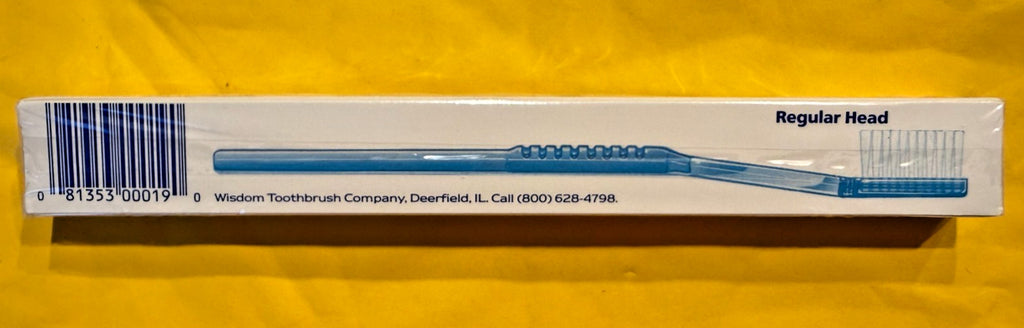 Regular Head
0 81353 00019 0
Wisdom Toothbrush Company, Deerfield, IL. Call (800) 628-4798.